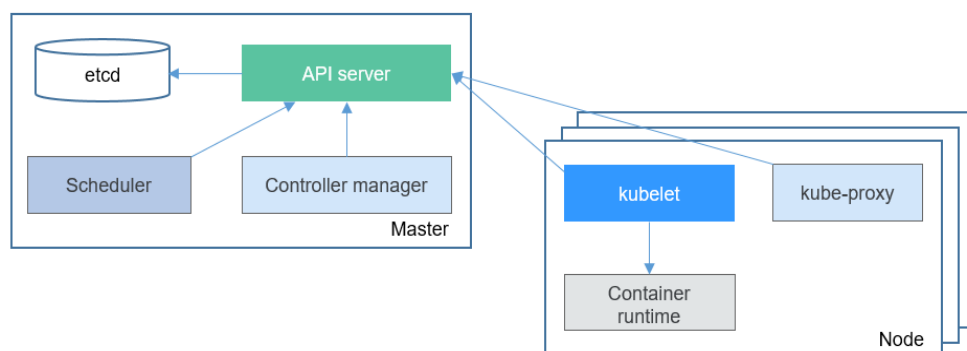 etcd
API server
Scheduler
Controller manager
Master
kubelet
kube-proxy
Container
runtime
Node